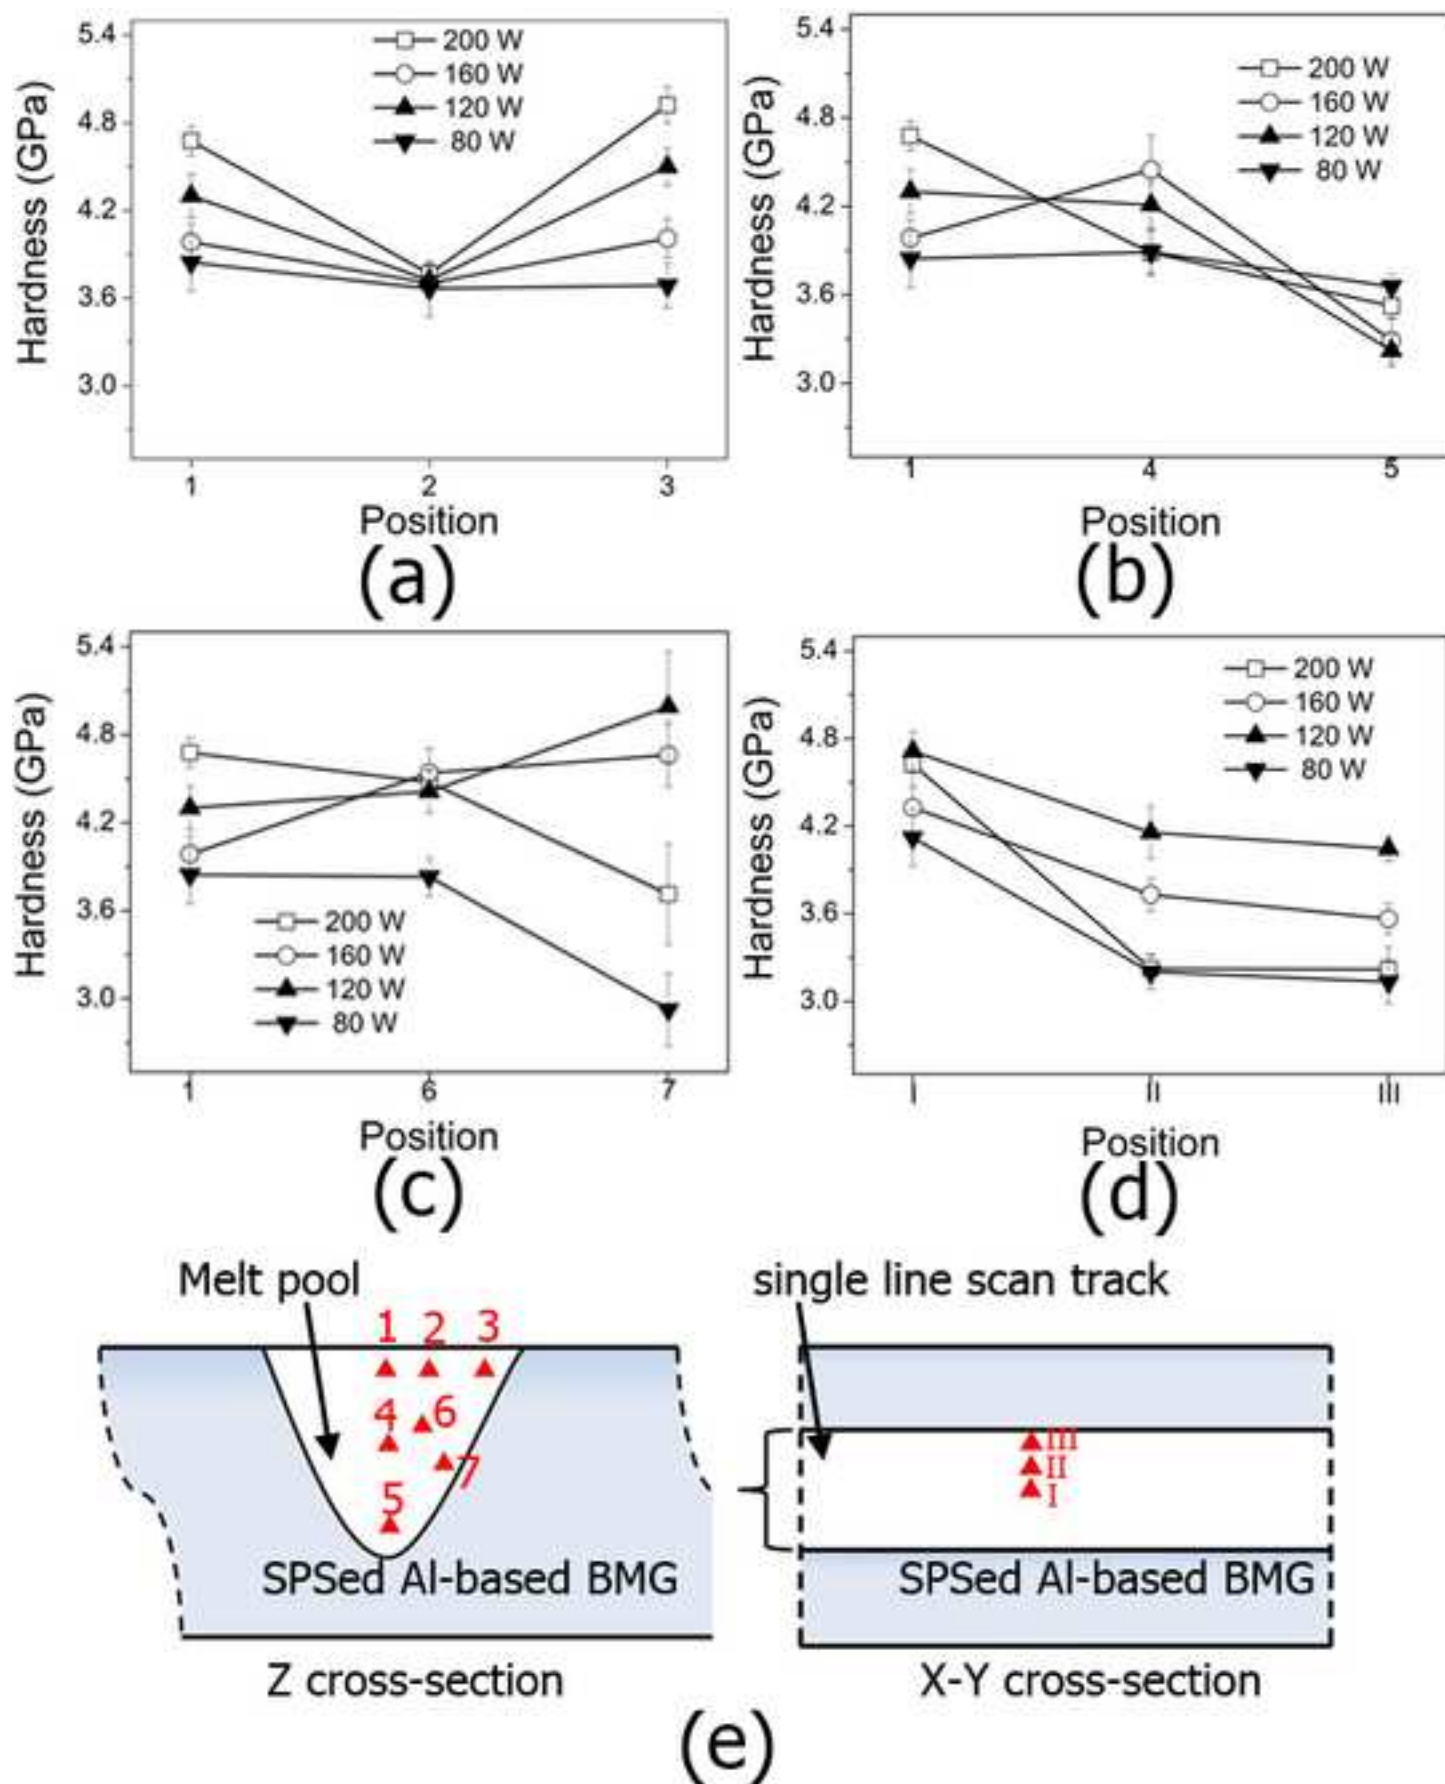 5.4
4.8
4.2
3.6
3.0
Hardness (GPa)
200 W
160 W
120 W
80 W
1 2 3
Position
(a)
5.4
4.8
4.2
3.6
3.0
Hardness (GPa)
200 W
160 W
120 W
80 W
1 4 5
Position
(b)
5.4
4.8
4.2
3.6
3.0
Hardness (GPa)
200 W
160 W
120 W
80 W
1 6 7
Position
(c)
5.4
4.8
4.2
3.6
3.0
Hardness (GPa)
200 W
160 W
120 W
80 W
I II III
Position
(d)
Melt pool
1 2 3
4 6
7
5
SPSed Al-based BMG
Z cross-section
single line scan track
III
II
I
SPSed Al-based BMG
X-Y cross-section
(e)